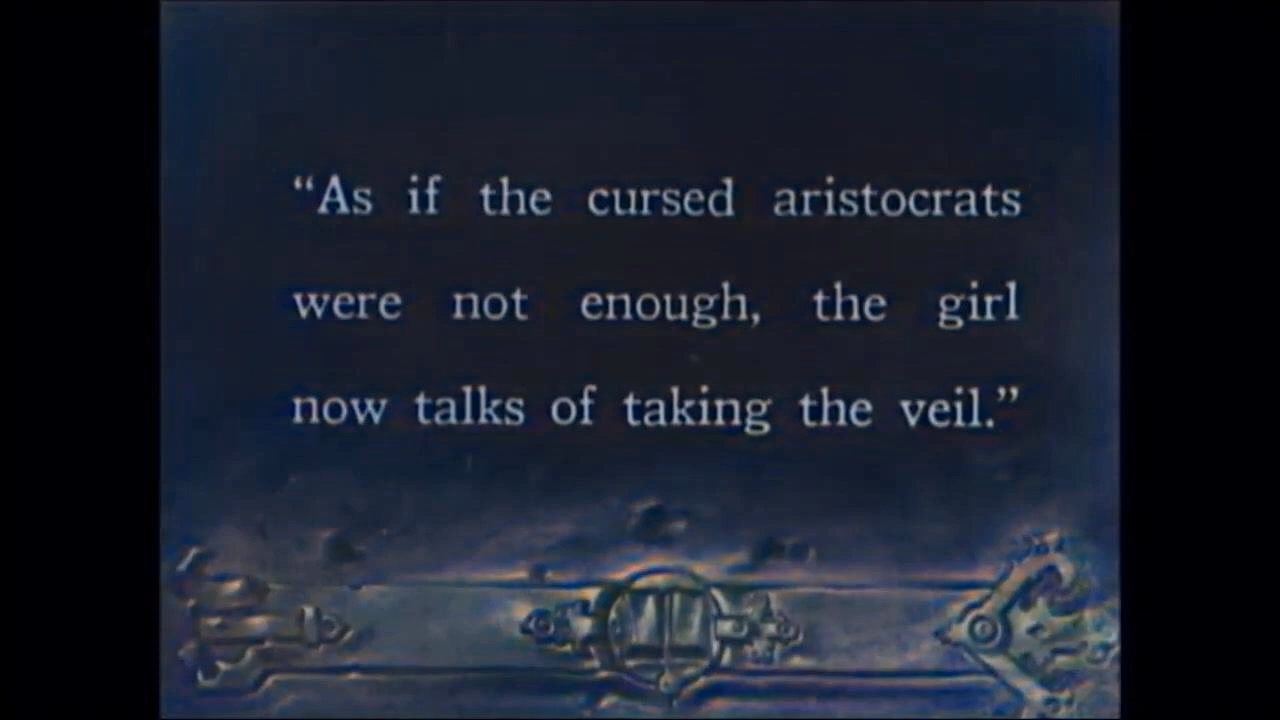 “As if the cursed aristocrats
were not enough, the girl
now talks of taking the veil.”